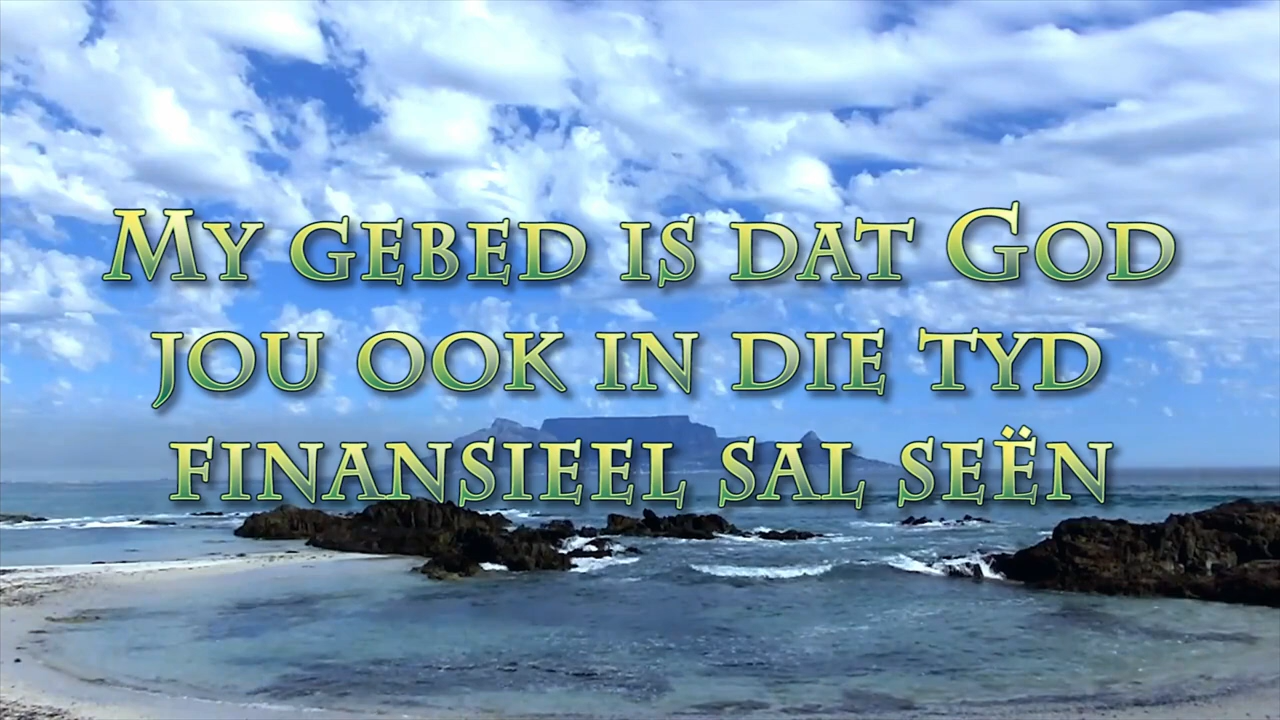 My gebed is dat God
jou ook in die tyd
finansieel sal seën